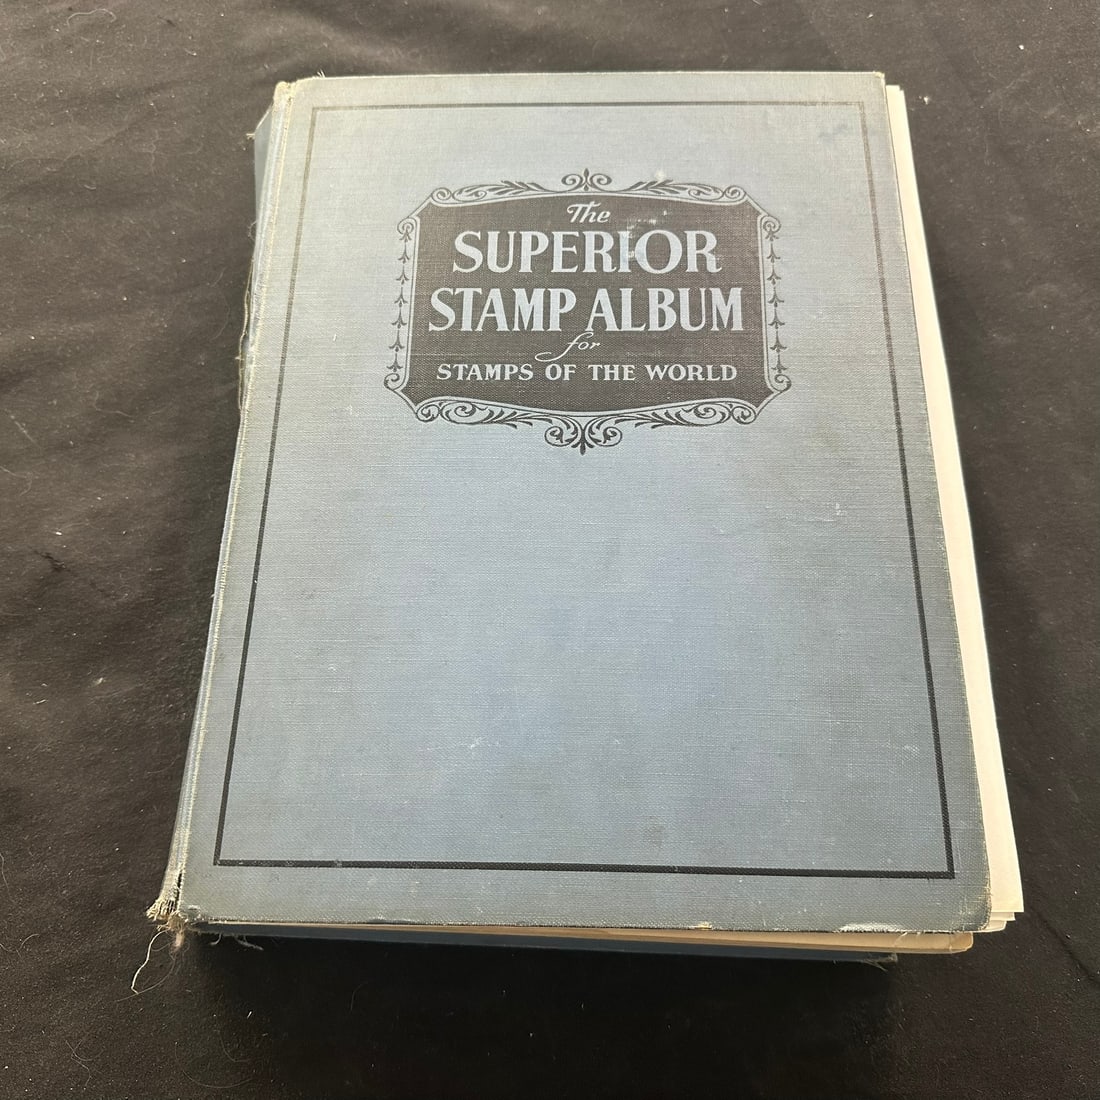 The
SUPERIOR
STAMP ALBUM
for
STAMPS OF THE WORLD